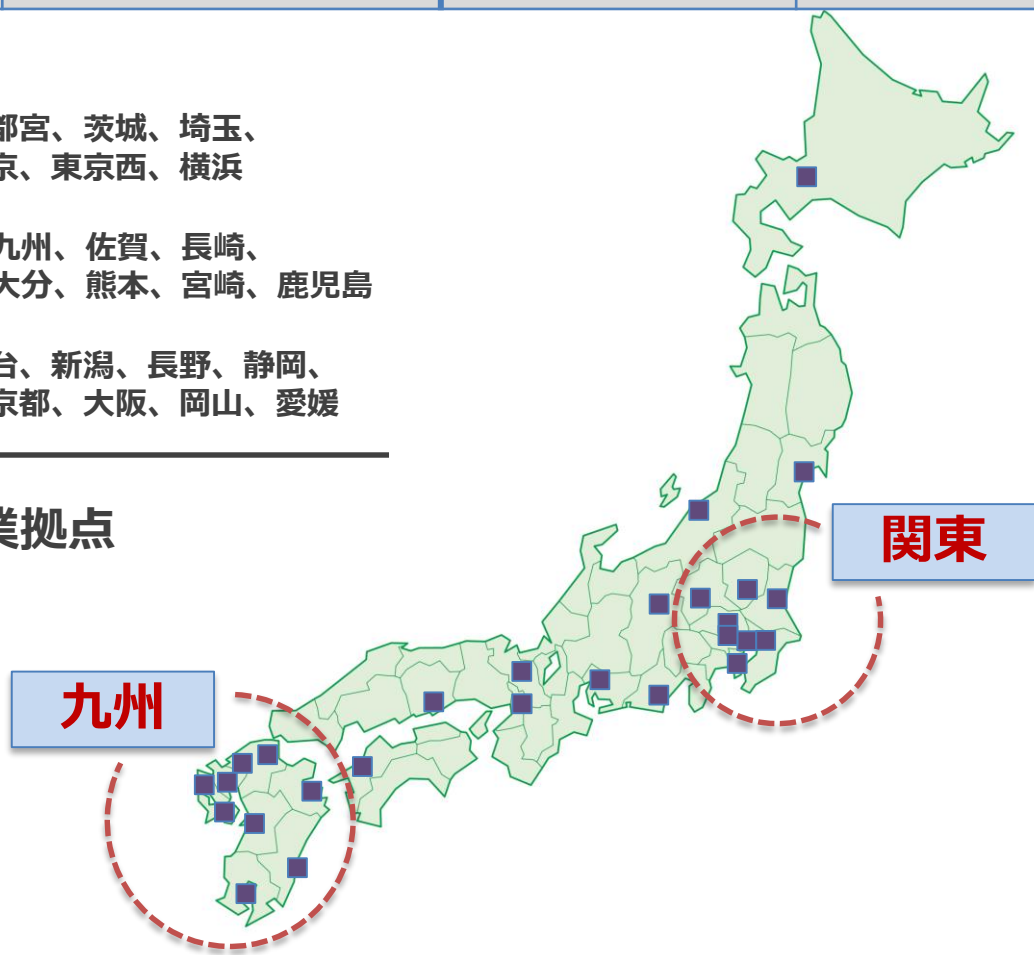 都宮、茨城、埼玉、
京、東京西、横浜
九州、佐賀、長崎、
大分、熊本、宮崎、鹿児島
台、新潟、長野、静岡、
京都、大阪、岡山、愛媛
業拠点
関東
九州